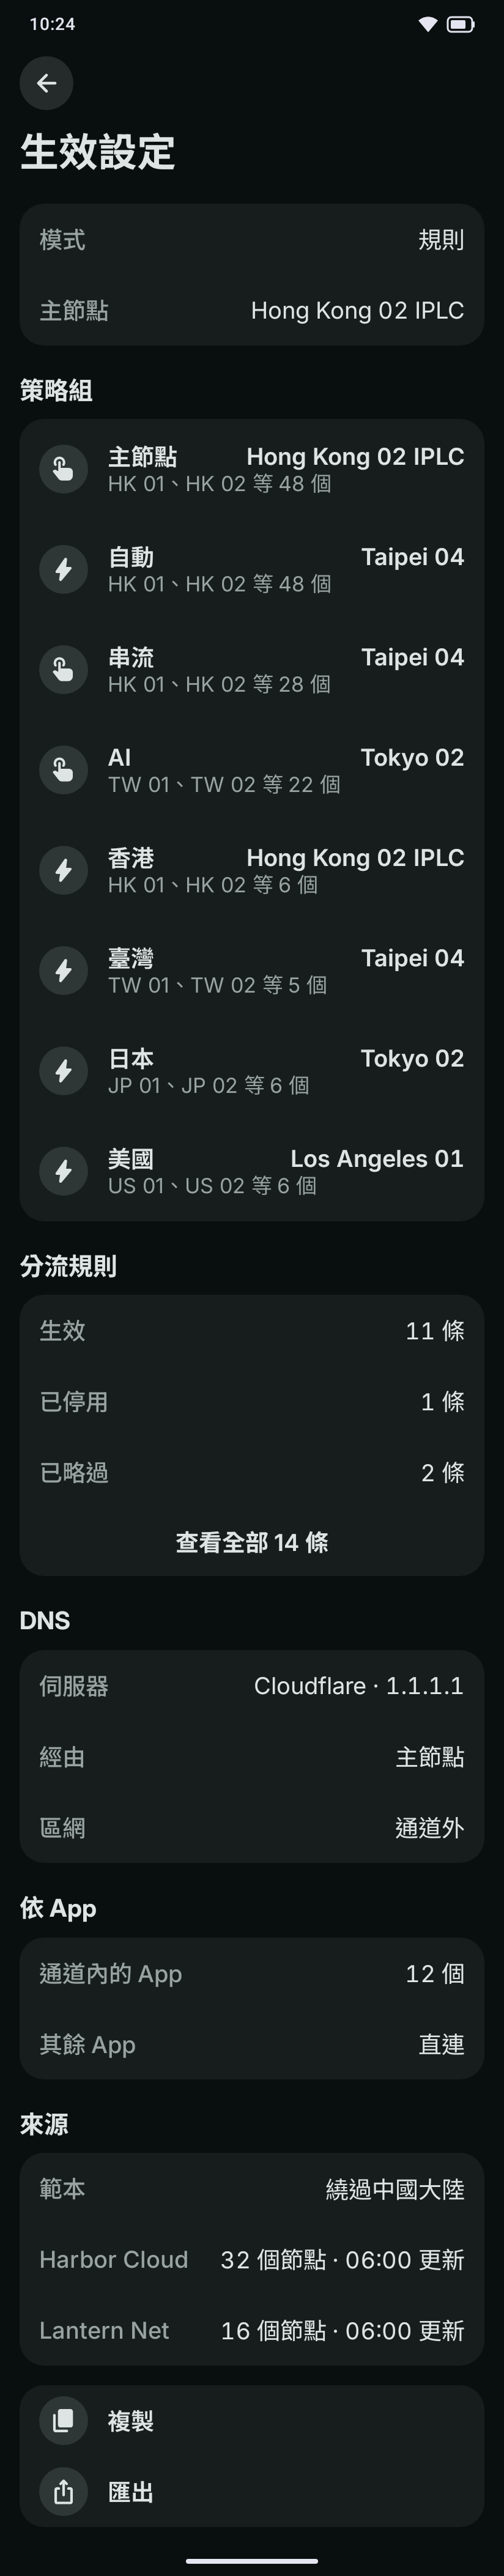 10:24
生效設定
模式 規則
主節點 Hong Kong 02 IPLC
策略組
主節點 Hong Kong 02 IPLC
HK 01、HK 02 等 48 個
自動 Taipei 04
HK 01、HK 02 等 48 個
串流 Taipei 04
HK 01、HK 02 等 28 個
AI Tokyo 02
TW 01、TW 02 等 22 個
香港 Hong Kong 02 IPLC
HK 01、HK 02 等 6 個
臺灣 Taipei 04
TW 01、TW 02 等 5 個
日本 Tokyo 02
JP 01、JP 02 等 6 個
美國 Los Angeles 01
US 01、US 02 等 6 個
分流規則
生效 11 條
已停用 1 條
已略過 2 條
查看全部 14 條
DNS
伺服器 Cloudflare · 1.1.1.1
經由 主節點
區網 通道外
依 App
通道內的 App 12 個
其餘 App 直連
來源
範本 繞過中國大陸
Harbor Cloud 32 個節點 · 06:00 更新
Lantern Net 16 個節點 · 06:00 更新
複製
匯出